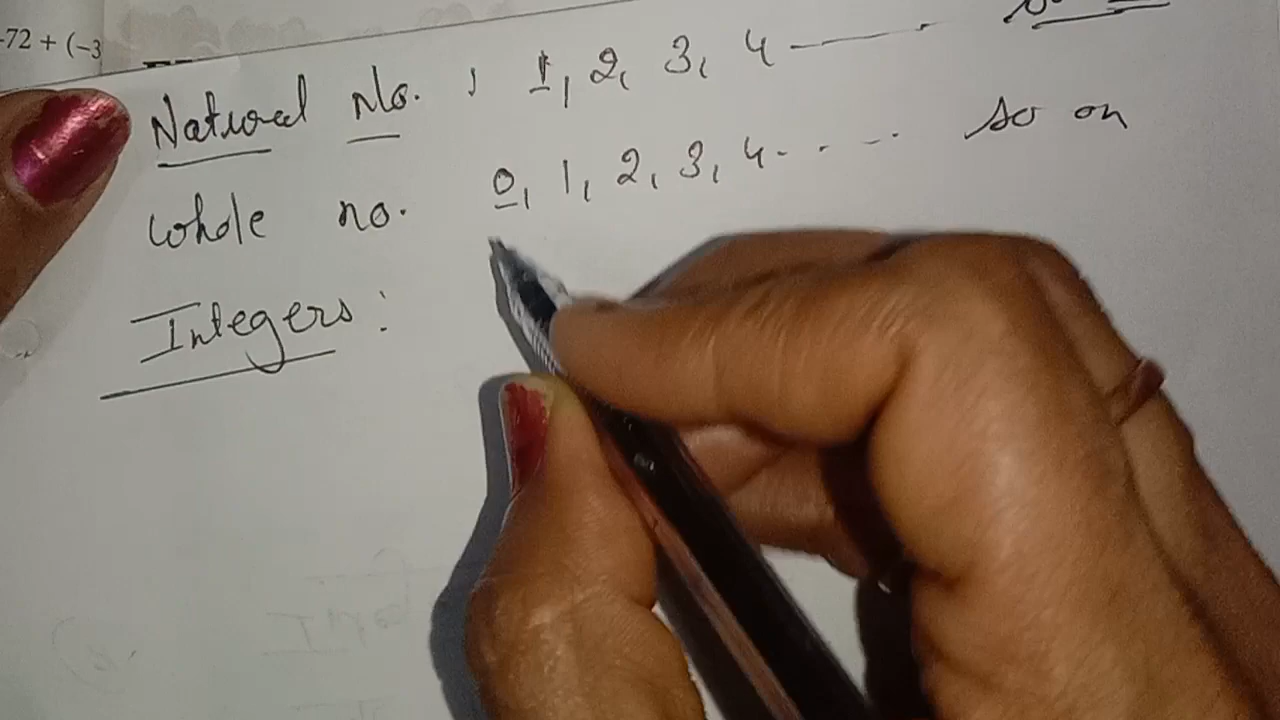 -72 + (-3
Natural No. : 1, 2, 3, 4 ———
Whole no. 0, 1, 2, 3, 4 - - - - so on
Integers :